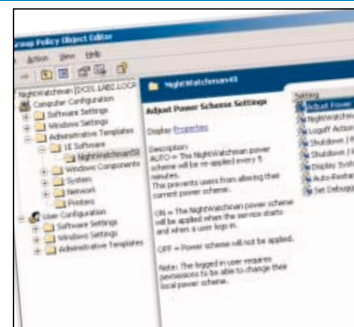 Group Policy Object Editor
Action View Help
NightWatchman [DC01.LAB2.LOCA
Computer Configuration
Software Settings
Windows Settings
Administrative Templates
1E Software
NightWatchman50
Windows Components
System
Network
Printers
User Configuration
Software Settings
Windows Settings
Administrative Templates
Adjust Power Scheme Settings
Display Properties
Description:
AUTO = The NightWatchman power
scheme will be re-applied every 5
minutes.
This prevents users from altering their
current power scheme.
ON = The NightWatchman power scheme
will be applied when the service starts
and when a user logs in.
OFF = Power scheme will not be applied.
Note: The logged in user requires
permissions to be able to change their
local power scheme.
Setting
Adjust Power
NightWatchman
Logoff Action
Shutdown /
Shutdown /
Display Syste
Auto-Restar
Set Debugg